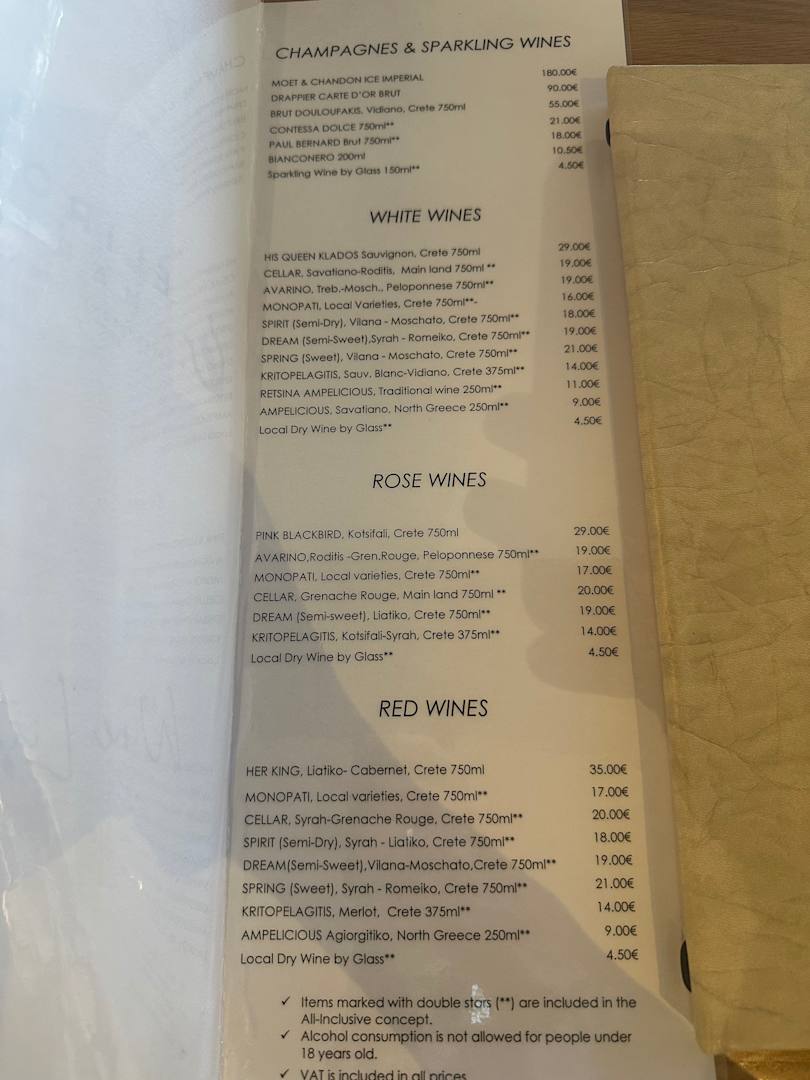 CHAMPAGNES & SPARKLING WINES
MOET & CHANDON ICE IMPERIAL 180.00€
DRAPPIER CARTE D'OR BRUT 90.00€
BRUT DOULOUFAKIS, Vidiano, Crete 750ml 55.00€
CONTESSA DOLCE 750ml** 21.00€
PAUL BERNARD Brut 750ml** 18.00€
BIANCONERO 200ml 10.50€
Sparkling Wine by Glass 150ml** 4.50€
WHITE WINES
HIS QUEEN KLADOS Sauvignon, Crete 750ml 29.00€
CELLAR, Savatiano-Roditis, Main land 750ml ** 19.00€
AVARINO, Treb.-Mosch., Peloponnese 750ml** 19.00€
MONOPATI, Local Varieties, Crete 750ml**- 16.00€
SPIRIT (Semi-Dry), Vilana - Moschato, Crete 750ml** 18.00€
DREAM (Semi-Sweet),Syrah - Romeiko, Crete 750ml** 19.00€
SPRING (Sweet), Vilana - Moschato, Crete 750ml** 21.00€
KRITOPELAGITIS, Sauv. Blanc-Vidiano, Crete 375ml** 14.00€
RETSINA AMPELICIOUS, Traditional wine 250ml** 11.00€
AMPELICIOUS, Savatiano, North Greece 250ml** 9.00€
Local Dry Wine by Glass** 4.50€
ROSE WINES
PINK BLACKBIRD, Kotsifali, Crete 750ml 29.00€
AVARINO,Roditis -Gren.Rouge, Peloponnese 750ml** 19.00€
MONOPATI, Local varieties, Crete 750ml** 17.00€
CELLAR, Grenache Rouge, Main land 750ml ** 20.00€
DREAM (Semi-sweet), Liatiko, Crete 750ml** 19.00€
KRITOPELAGITIS, Kotsifali-Syrah, Crete 375ml** 14.00€
Local Dry Wine by Glass** 4.50€
RED WINES
HER KING, Liatiko- Cabernet, Crete 750ml 35.00€
MONOPATI, Local varieties, Crete 750ml** 17.00€
CELLAR, Syrah-Grenache Rouge, Crete 750ml** 20.00€
SPIRIT (Semi-Dry), Syrah - Liatiko, Crete 750ml** 18.00€
DREAM(Semi-Sweet),Vilana-Moschato,Crete 750ml** 19.00€
SPRING (Sweet), Syrah - Romeiko, Crete 750ml** 21.00€
KRITOPELAGITIS, Merlot, Crete 375ml** 14.00€
AMPELICIOUS Agiorgitiko, North Greece 250ml** 9.00€
Local Dry Wine by Glass** 4.50€
✓ Items marked with double stars (**) are included in the
All-Inclusive concept.
✓ Alcohol consumption is not allowed for people under
18 years old.
✓ VAT is included in all prices